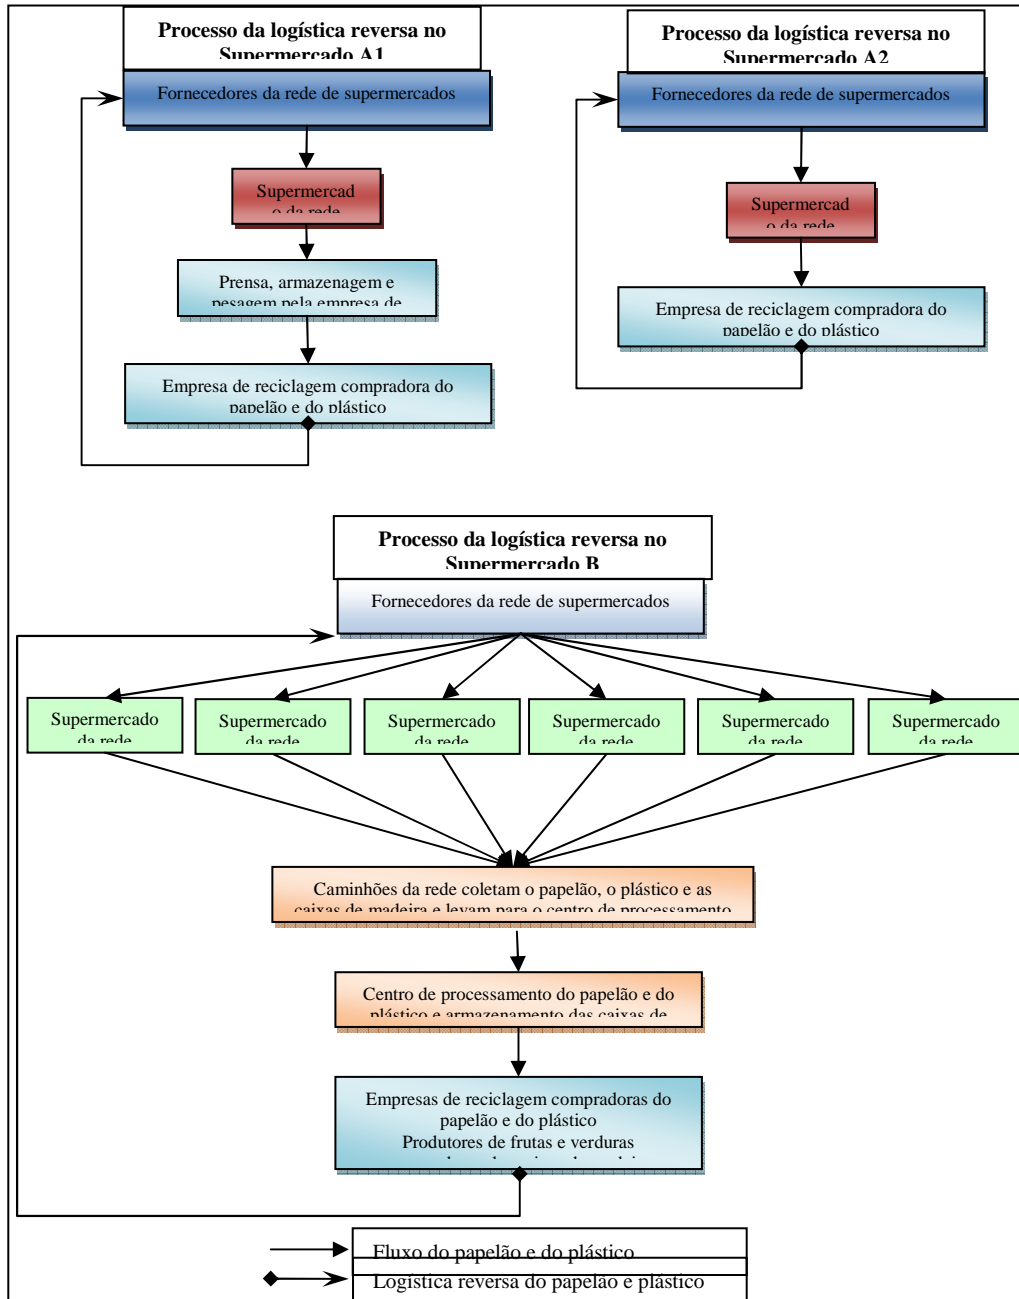 Processo da logística reversa no
Supermercado A1
Fornecedores da rede de supermercados
Supermercad
o da rede
Prensa, armazenagem e
pesagem pela empresa de
Empresa de reciclagem compradora do
papelão e do plástico
Processo da logística reversa no
Supermercado A2
Fornecedores da rede de supermercados
Supermercad
o da rede
Empresa de reciclagem compradora do
papelão e do plástico
Processo da logística reversa no
Supermercado B
Fornecedores da rede de supermercados
Supermercado
da rede
Supermercado
da rede
Supermercado
da rede
Supermercado
da rede
Supermercado
da rede
Supermercado
da rede
Caminhões da rede coletam o papelão, o plástico e as
caixas de madeira e levam para o centro de processamento
Centro de processamento do papelão e do
plástico e armazenamento das caixas de
Empresas de reciclagem compradoras do
papelão e do plástico
Produtores de frutas e verduras
Fluxo do papelão e do plástico
Logística reversa do papelão e plástico